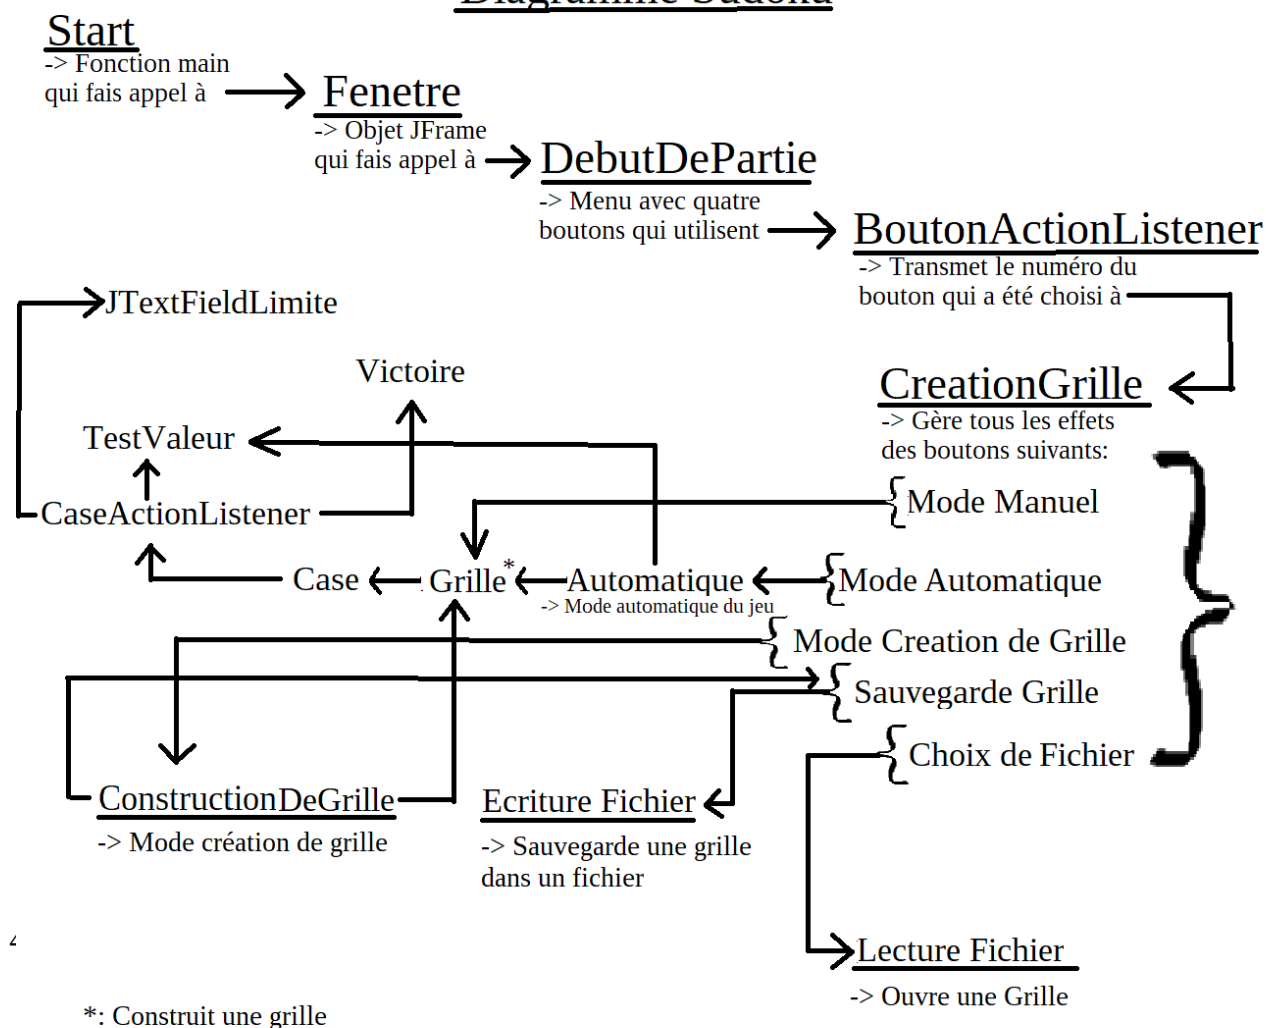 Diagramme Sudoku
Start
-> Fonction main
qui fais appel à
Fenetre
-> Objet JFrame
qui fais appel à
DebutDePartie
-> Menu avec quatre
boutons qui utilisent
BoutonActionListener
-> Transmet le numéro du
bouton qui a été choisi à
JTextFieldLimite
Victoire
CreationGrille
-> Gère tous les effets
des boutons suivants:
TestValeur
CaseActionListener
Mode Manuel
Case
Grille*
Automatique
-> Mode automatique du jeu
Mode Automatique
Mode Creation de Grille
Sauvegarde Grille
Choix de Fichier
ConstructionDeGrille
-> Mode création de grille
Ecriture Fichier
-> Sauvegarde une grille
dans un fichier
Lecture Fichier
-> Ouvre une Grille
*: Construit une grille